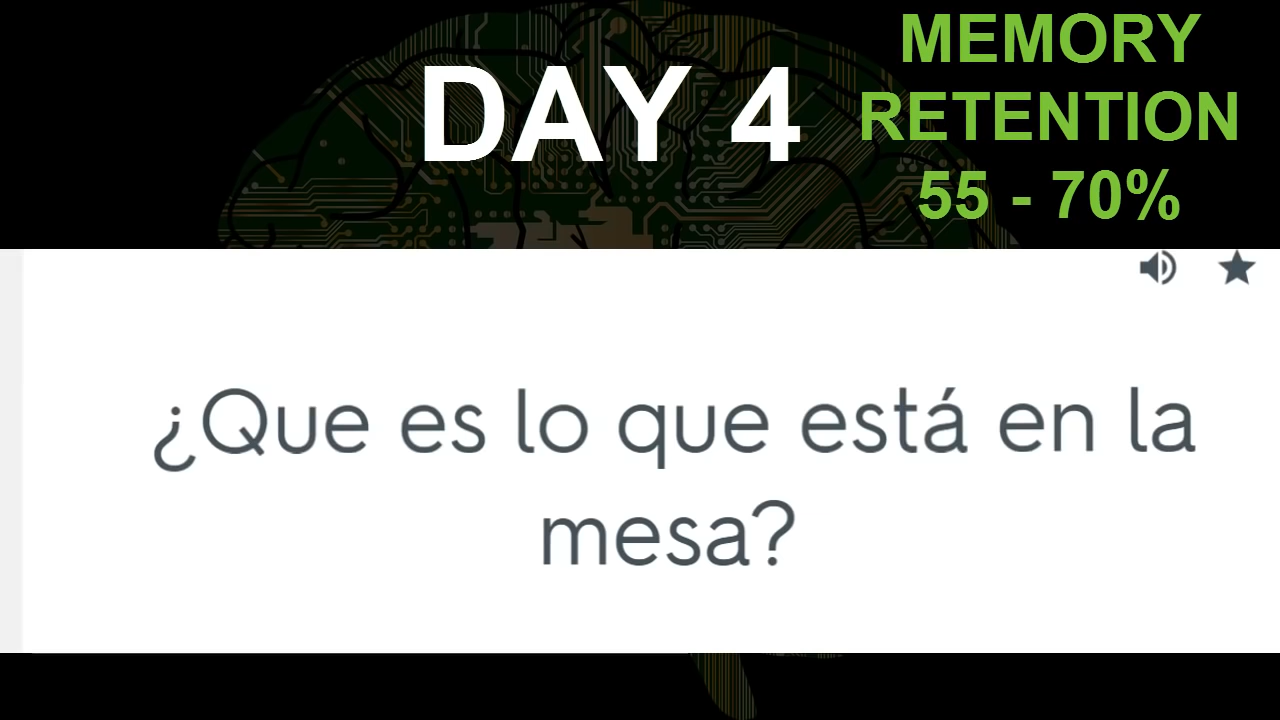 DAY 4
MEMORY
RETENTION
55 - 70%
¿Que es lo que está en la
mesa?